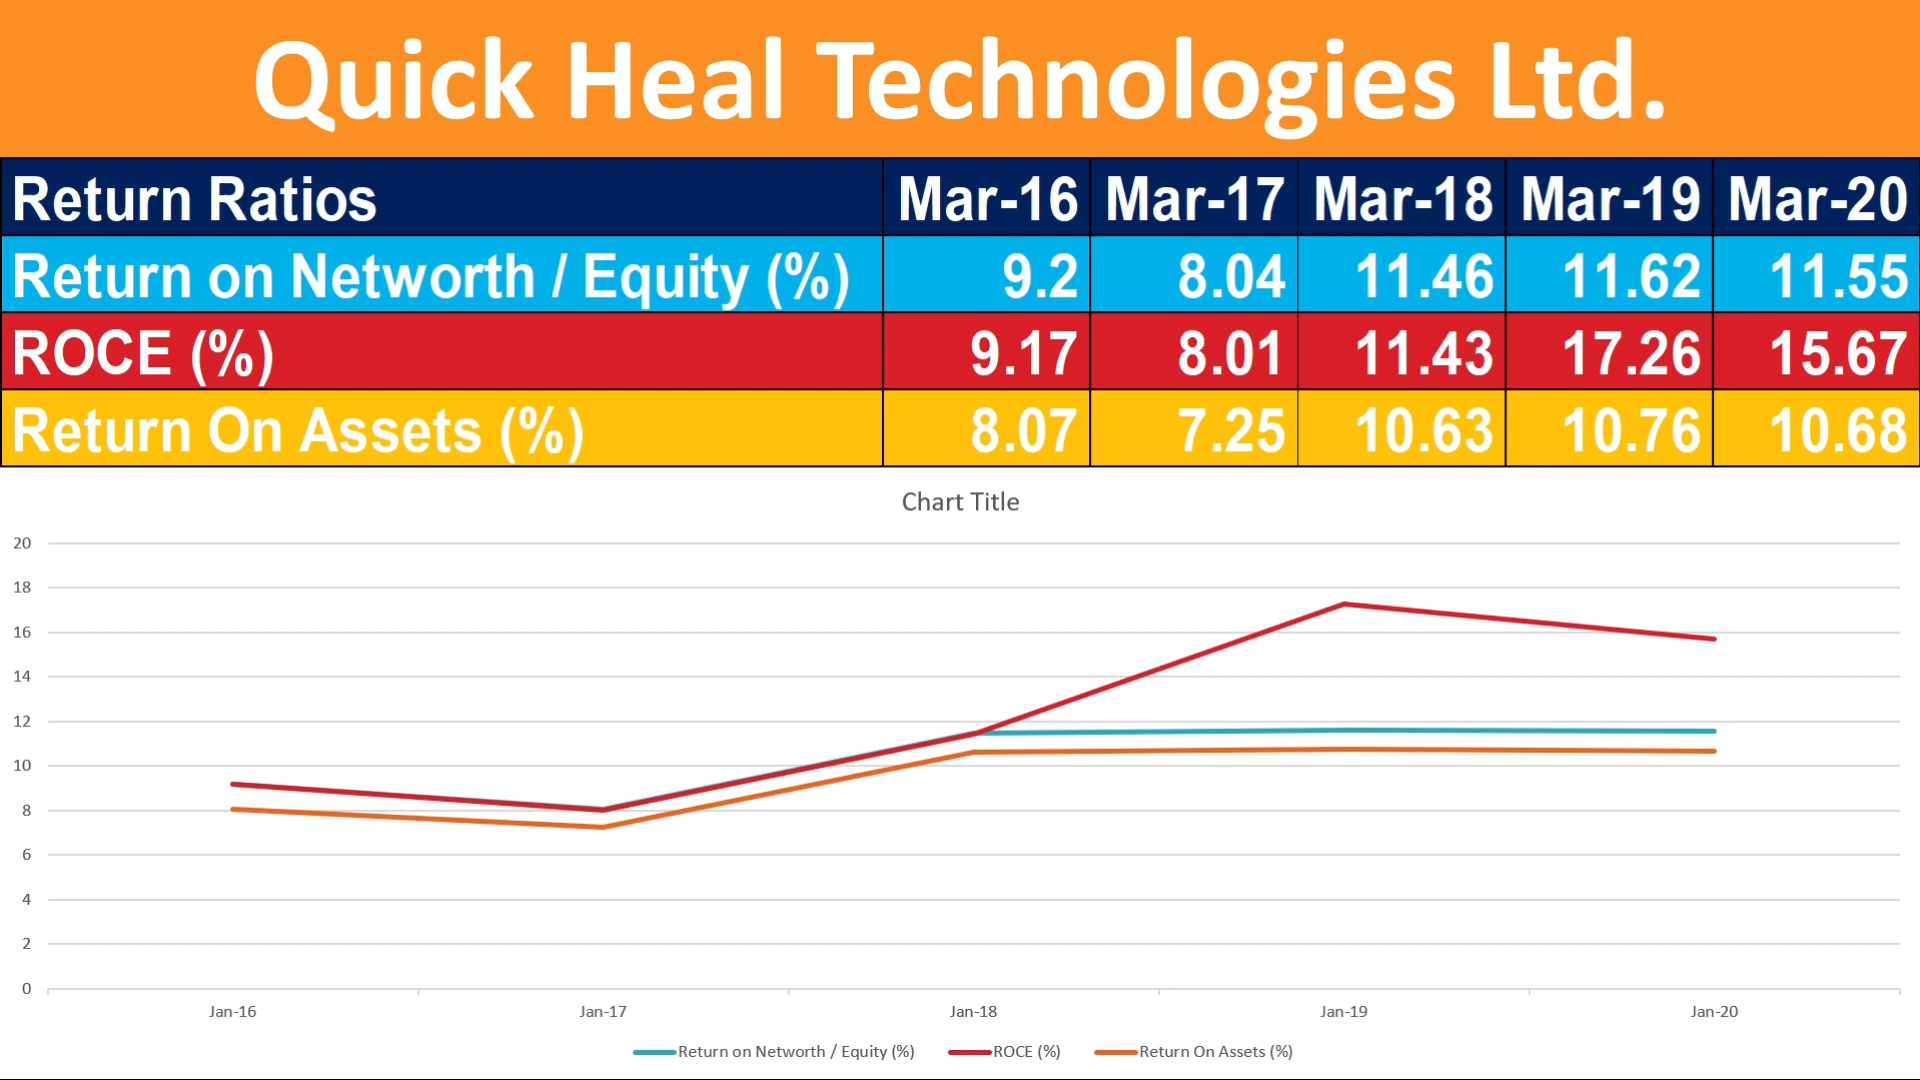 Quick Heal Technologies Ltd.
Return Ratios Mar-16 Mar-17 Mar-18 Mar-19 Mar-20
Return on Networth / Equity (%) 9.2 8.04 11.46 11.62 11.55
ROCE (%) 9.17 8.01 11.43 17.26 15.67
Return On Assets (%) 8.07 7.25 10.63 10.76 10.68
Chart Title
20
18
16
14
12
10
8
6
4
2
0
Jan-16 Jan-17 Jan-18 Jan-19 Jan-20
Return on Networth / Equity (%) ROCE (%) Return On Assets (%)